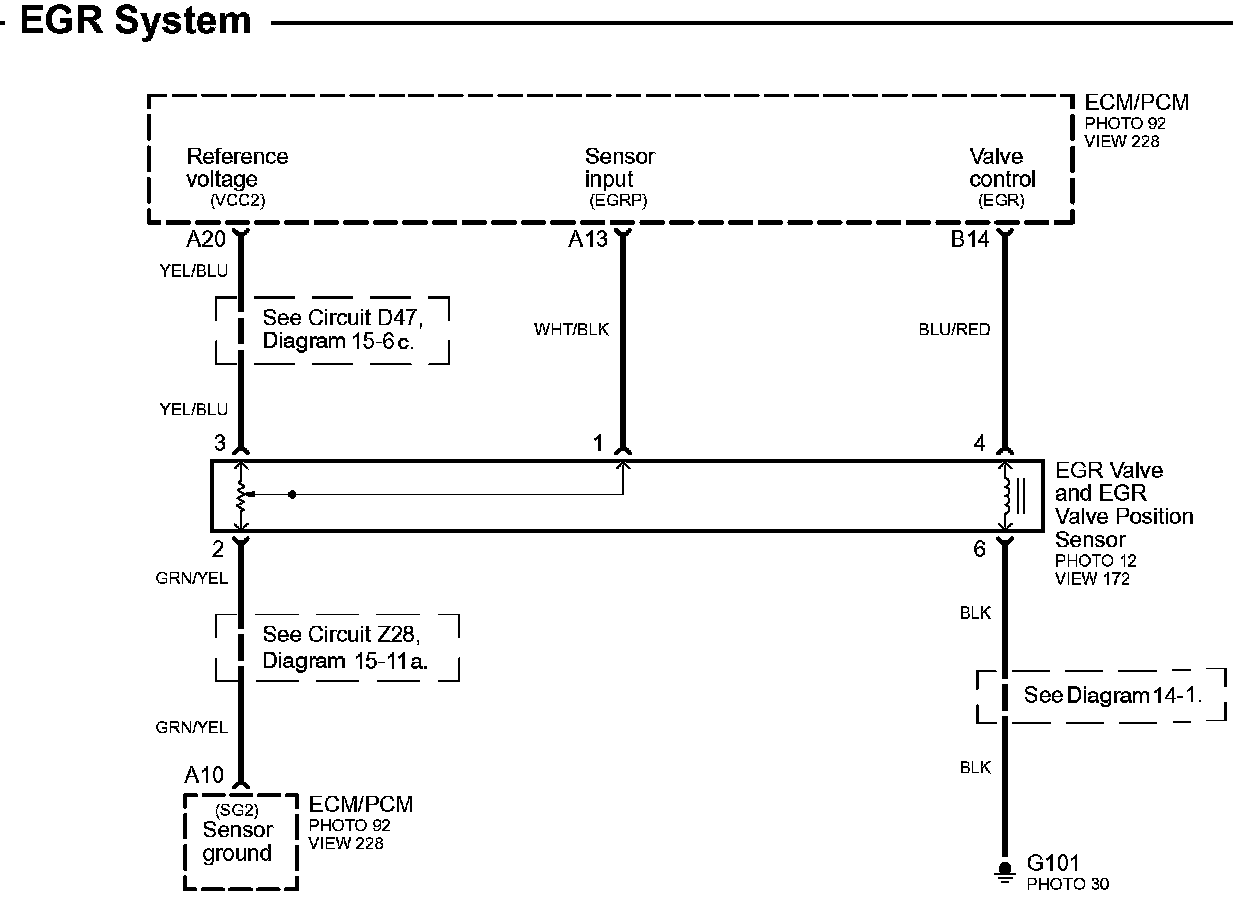 EGR System
ECM/PCM
PHOTO 92
VIEW 228
Reference
voltage
(VCC2)
Sensor
input
(EGRP)
Valve
control
(EGR)
A20
A13
B14
YEL/BLU
See Circuit D47,
Diagram 15-6c.
WHT/BLK
BLU/RED
YEL/BLU
3
1
4
EGR Valve
and EGR
Valve Position
Sensor
PHOTO 12
VIEW 172
2
6
GRN/YEL
BLK
See Circuit Z28,
Diagram 15-11a.
See Diagram 14-1.
GRN/YEL
BLK
A10
(SG2)
Sensor
ground
ECM/PCM
PHOTO 92
VIEW 228
G101
PHOTO 30